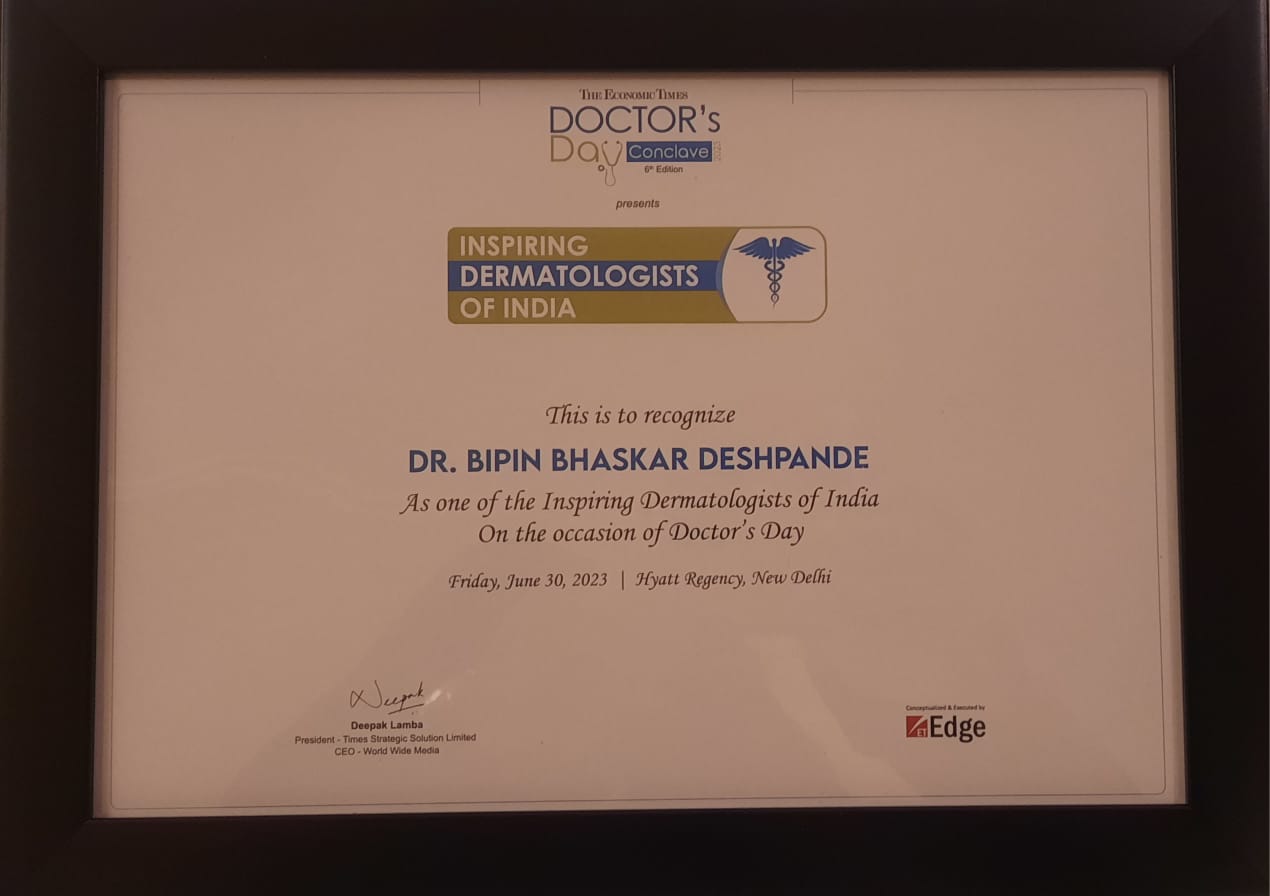 THE ECONOMIC TIMES
DOCTOR's
Day Conclave 2023
6th Edition
presents
INSPIRING
DERMATOLOGISTS
OF INDIA
This is to recognize
DR. BIPIN BHASKAR DESHPANDE
As one of the Inspiring Dermatologists of India
On the occasion of Doctor's Day
Friday, June 30, 2023 | Hyatt Regency, New Delhi
Deepak
Deepak Lamba
President - Times Strategic Solution Limited
CEO - World Wide Media
Conceptualized & Executed by
ET Edge